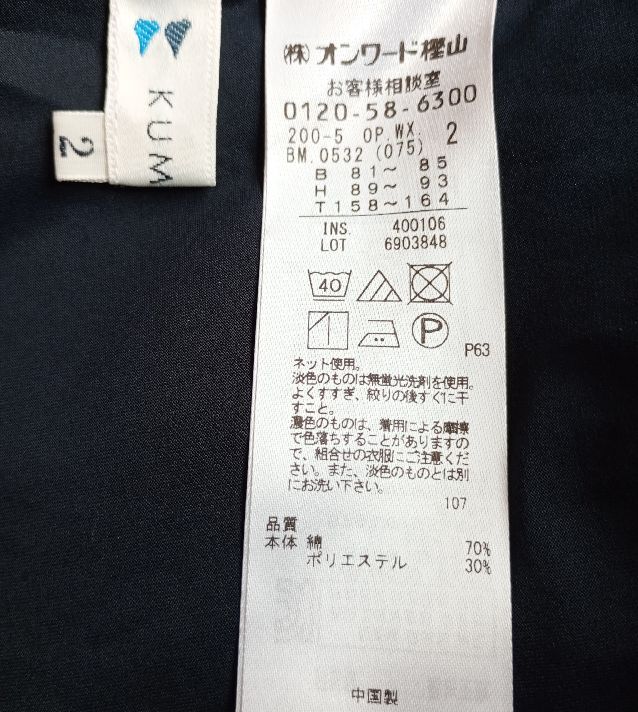 KUM
2
(株)オンワード樫山
お客様相談室
0120-58-6300
200-5 OP.WX. 2
BM.0532 (075)
B 81~ 85
H 89~ 93
T158~164
INS. 400106
LOT 6903848
40
P
P63
ネット使用。
淡色のものは無蛍光洗剤を使用。
よくすすぎ、絞りの後すぐに干
すこと。
濃色のものは、着用による摩擦
で色落ちすることがありますの
で、組合せの衣服にご注意くだ
さい。また、淡色のものとは別
にお洗い下さい。
107
品質
本体 綿 70%
ポリエステル 30%
中国製